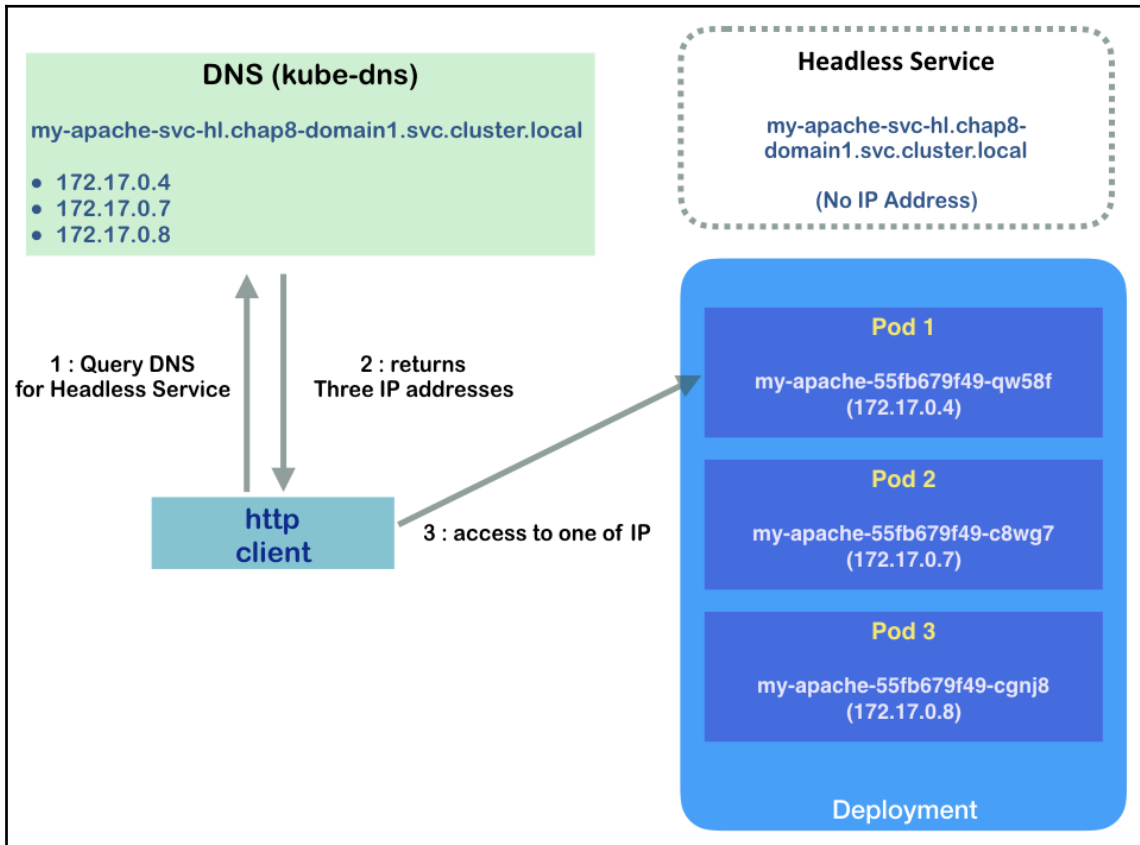 DNS (kube-dns)
my-apache-svc-hl.chap8-domain1.svc.cluster.local
• 172.17.0.4
• 172.17.0.7
• 172.17.0.8
Headless Service
my-apache-svc-hl.chap8-
domain1.svc.cluster.local
(No IP Address)
1 : Query DNS
for Headless Service
2 : returns
Three IP addresses
http
client
3 : access to one of IP
Pod 1
my-apache-55fb679f49-qw58f
(172.17.0.4)
Pod 2
my-apache-55fb679f49-c8wg7
(172.17.0.7)
Pod 3
my-apache-55fb679f49-cgnj8
(172.17.0.8)
Deployment